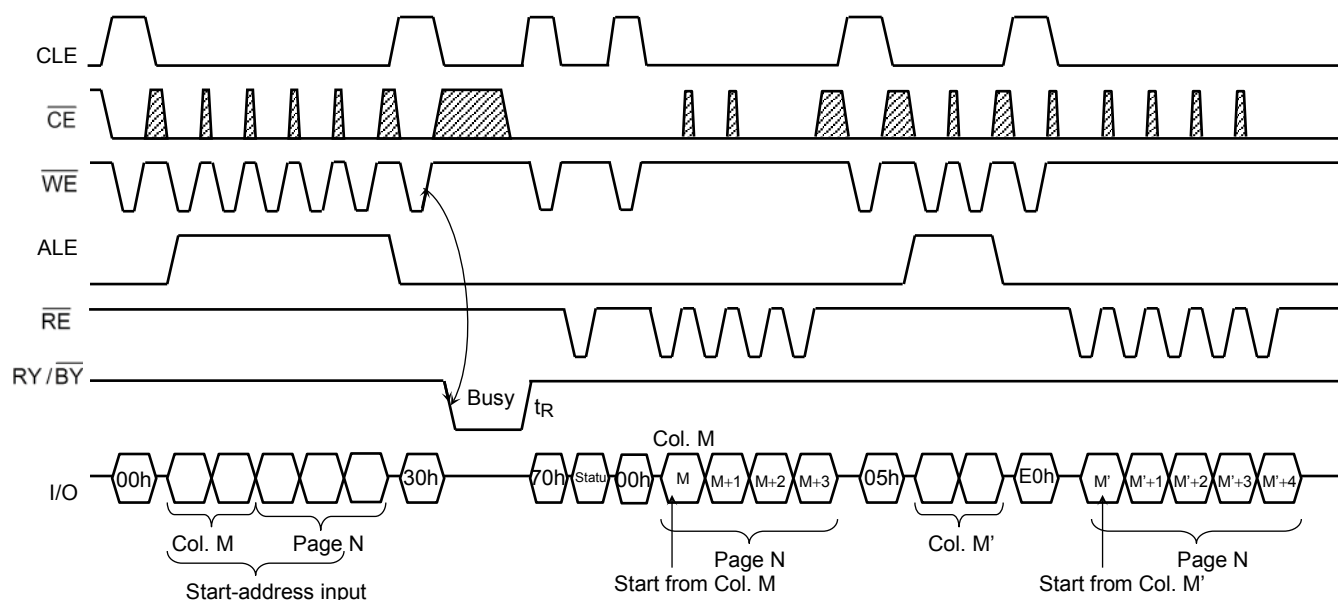 CLE
CE
WE
ALE
RE
RY / BY
Busy
tR
Col. M
I/O
00h
30h
70h
Statu
00h
M
M+1
M+2
M+3
05h
E0h
M'
M'+1
M'+2
M'+3
M'+4
Col. M
Page N
Page N
Col. M'
Page N
Start-address input
Start from Col. M
Start from Col. M'